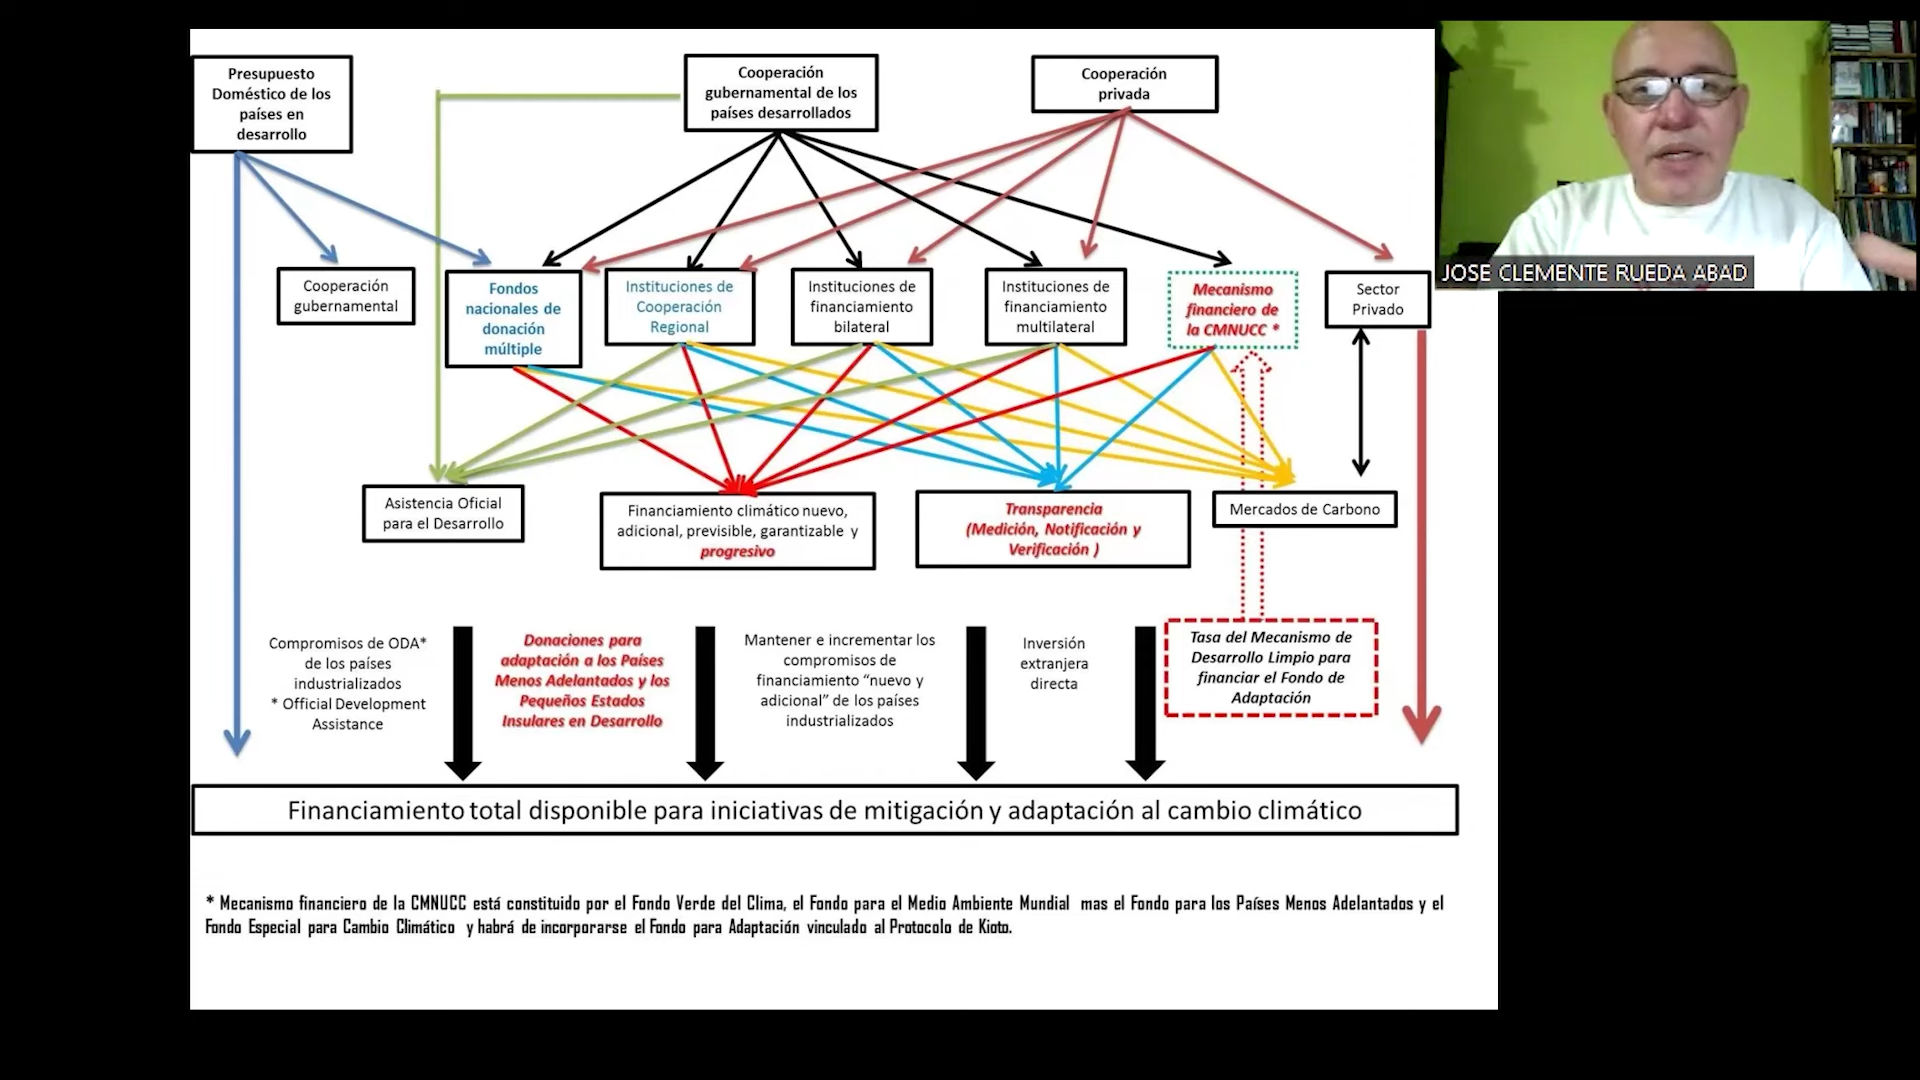 Presupuesto
Doméstico de los
países en
desarrollo
Cooperación
gubernamental de los
países desarrollados
Cooperación
privada
JOSE CLEMENTE RUEDA ABAD
Cooperación
gubernamental
Fondos
nacionales de
donación
múltiple
Instituciones de
Cooperación
Regional
Instituciones de
financiamiento
bilateral
Instituciones de
financiamiento
multilateral
Mecanismo
financiero de
la CMNUCC *
Sector
Privado
Asistencia Oficial
para el Desarrollo
Financiamiento climático nuevo,
adicional, previsible, garantizable y
progresivo
Transparencia
(Medición, Notificación y
Verificación )
Mercados de Carbono
Compromisos de ODA*
de los países
industrializados
* Official Development
Assistance
Donaciones para
adaptación a los Países
Menos Adelantados y los
Pequeños Estados
Insulares en Desarrollo
Mantener e incrementar los
compromisos de
financiamiento “nuevo y
adicional” de los países
industrializados
Inversión
extranjera
directa
Tasa del Mecanismo de
Desarrollo Limpio para
financiar el Fondo de
Adaptación
Financiamiento total disponible para iniciativas de mitigación y adaptación al cambio climático
* Mecanismo financiero de la CMNUCC está constituido por el Fondo Verde del Clima, el Fondo para el Medio Ambiente Mundial mas el Fondo para los Países Menos Adelantados y el
Fondo Especial para Cambio Climático y habrá de incorporarse el Fondo para Adaptación vinculado al Protocolo de Kioto.